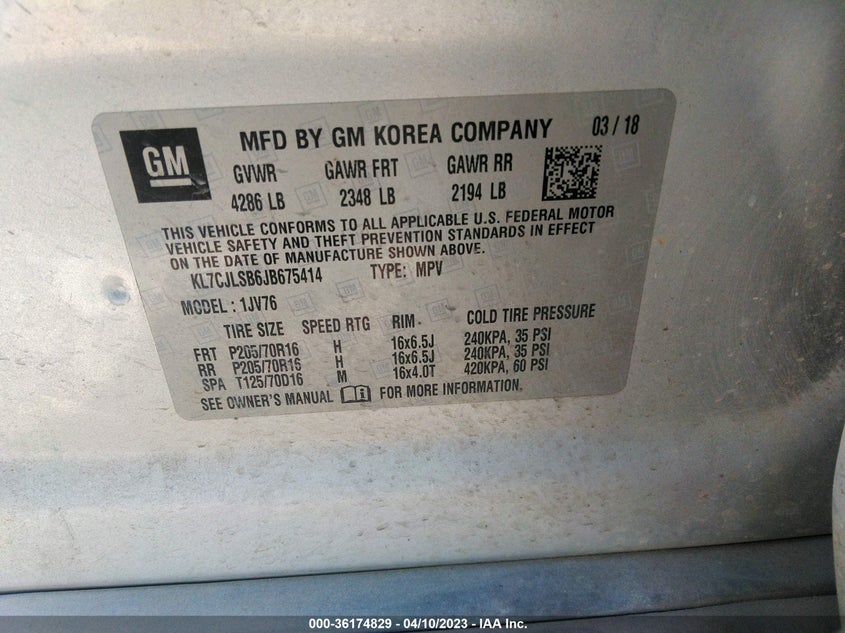 GM
MFD BY GM KOREA COMPANY 03 / 18
GVWR GAWR FRT GAWR RR
4286 LB 2348 LB 2194 LB
THIS VEHICLE CONFORMS TO ALL APPLICABLE U.S. FEDERAL MOTOR
VEHICLE SAFETY AND THEFT PREVENTION STANDARDS IN EFFECT
ON THE DATE OF MANUFACTURE SHOWN ABOVE.
KL7CJLSB6JB675414 TYPE: MPV
MODEL : 1JV76
TIRE SIZE SPEED RTG RIM COLD TIRE PRESSURE
FRT P205/70R16 H 16x6.5J 240KPA, 35 PSI
RR P205/70R16 H 16x6.5J 240KPA, 35 PSI
SPA T125/70D16 M 16x4.0T 420KPA, 60 PSI
SEE OWNER'S MANUAL FOR MORE INFORMATION.
000-36174829 - 04/10/2023 - IAA Inc.